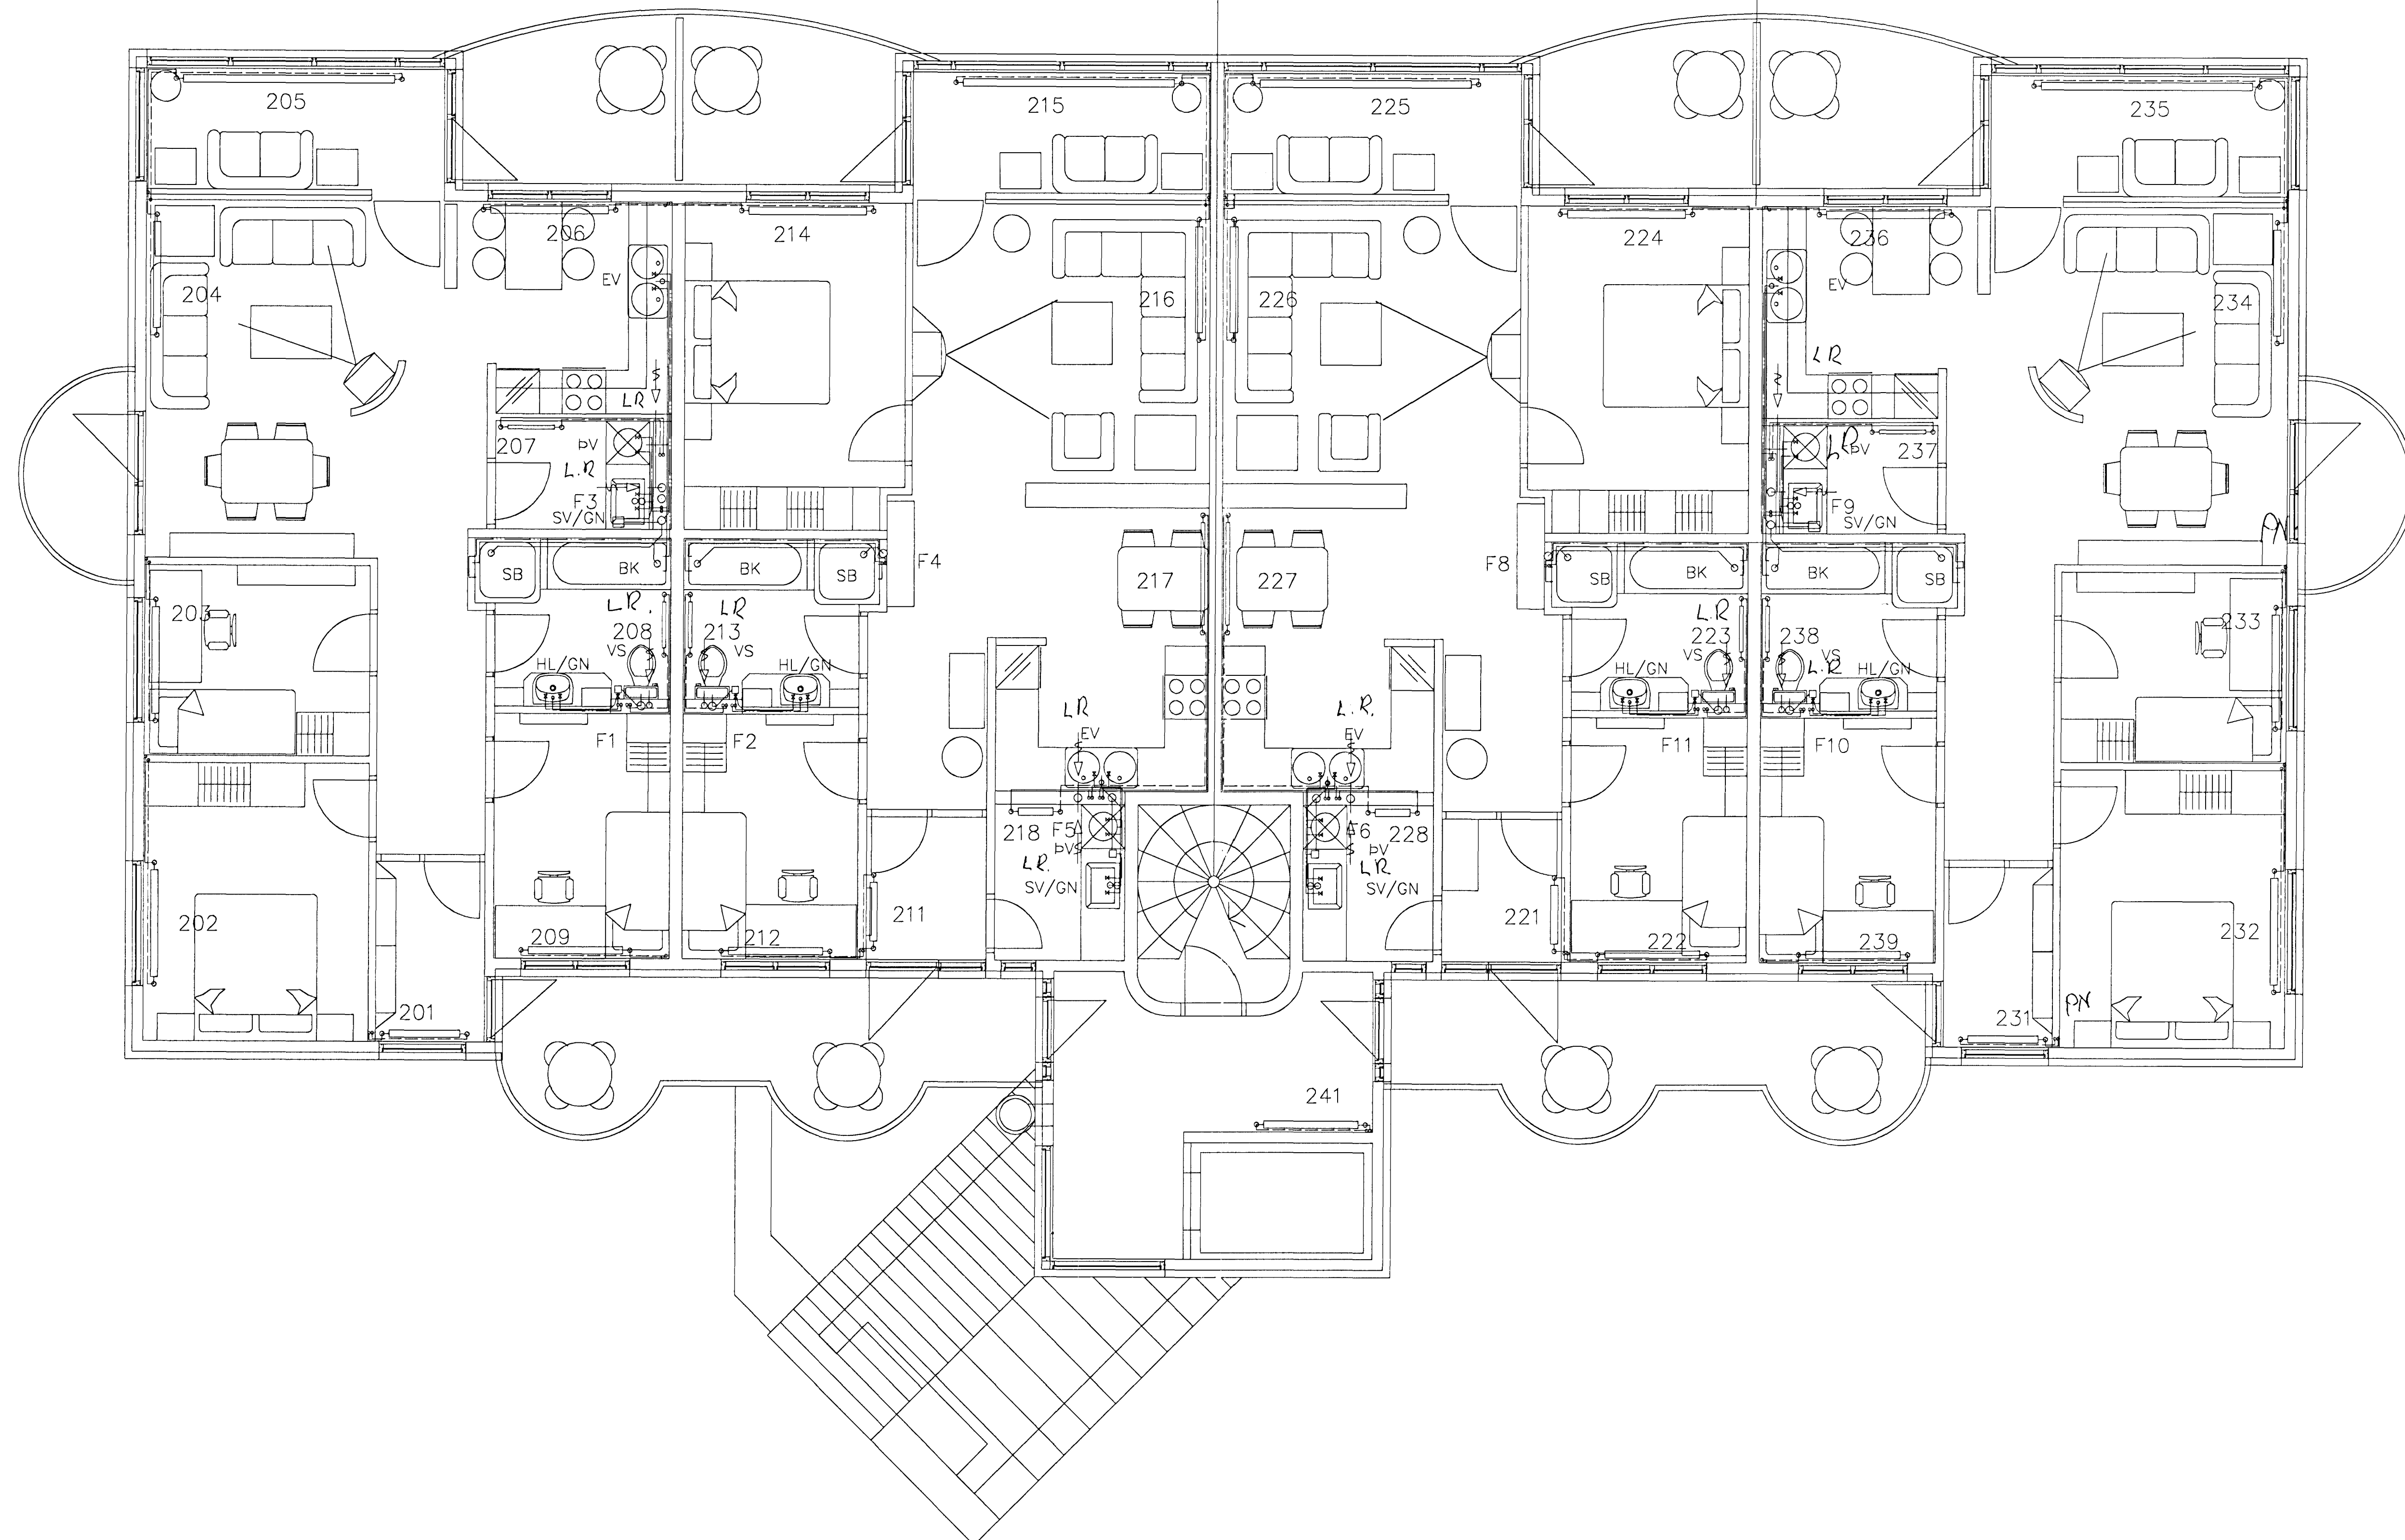 205
215
225
235
206
214
224
236
EV
EV
204
216
226
234
LR
LR
207
ÞV
L.R
LR
ÞV
237
F3
SV/GN
F9
SV/GN
SB
BK
BK
SB
F4
217
227
F8
SB
BK
BK
SB
203
LR.
208
VS
LR
213
VS
L.R
223
VS
238
VS
L.R
233
HL/GN
HL/GN
HL/GN
HL/GN
F1
F2
LR
EV
L.R.
EV
F11
F10
218
F5
ÞV
LR.
SV/GN
F6
228
ÞV
LR
SV/GN
202
209
212
211
221
222
239
232
201
PN
231
241